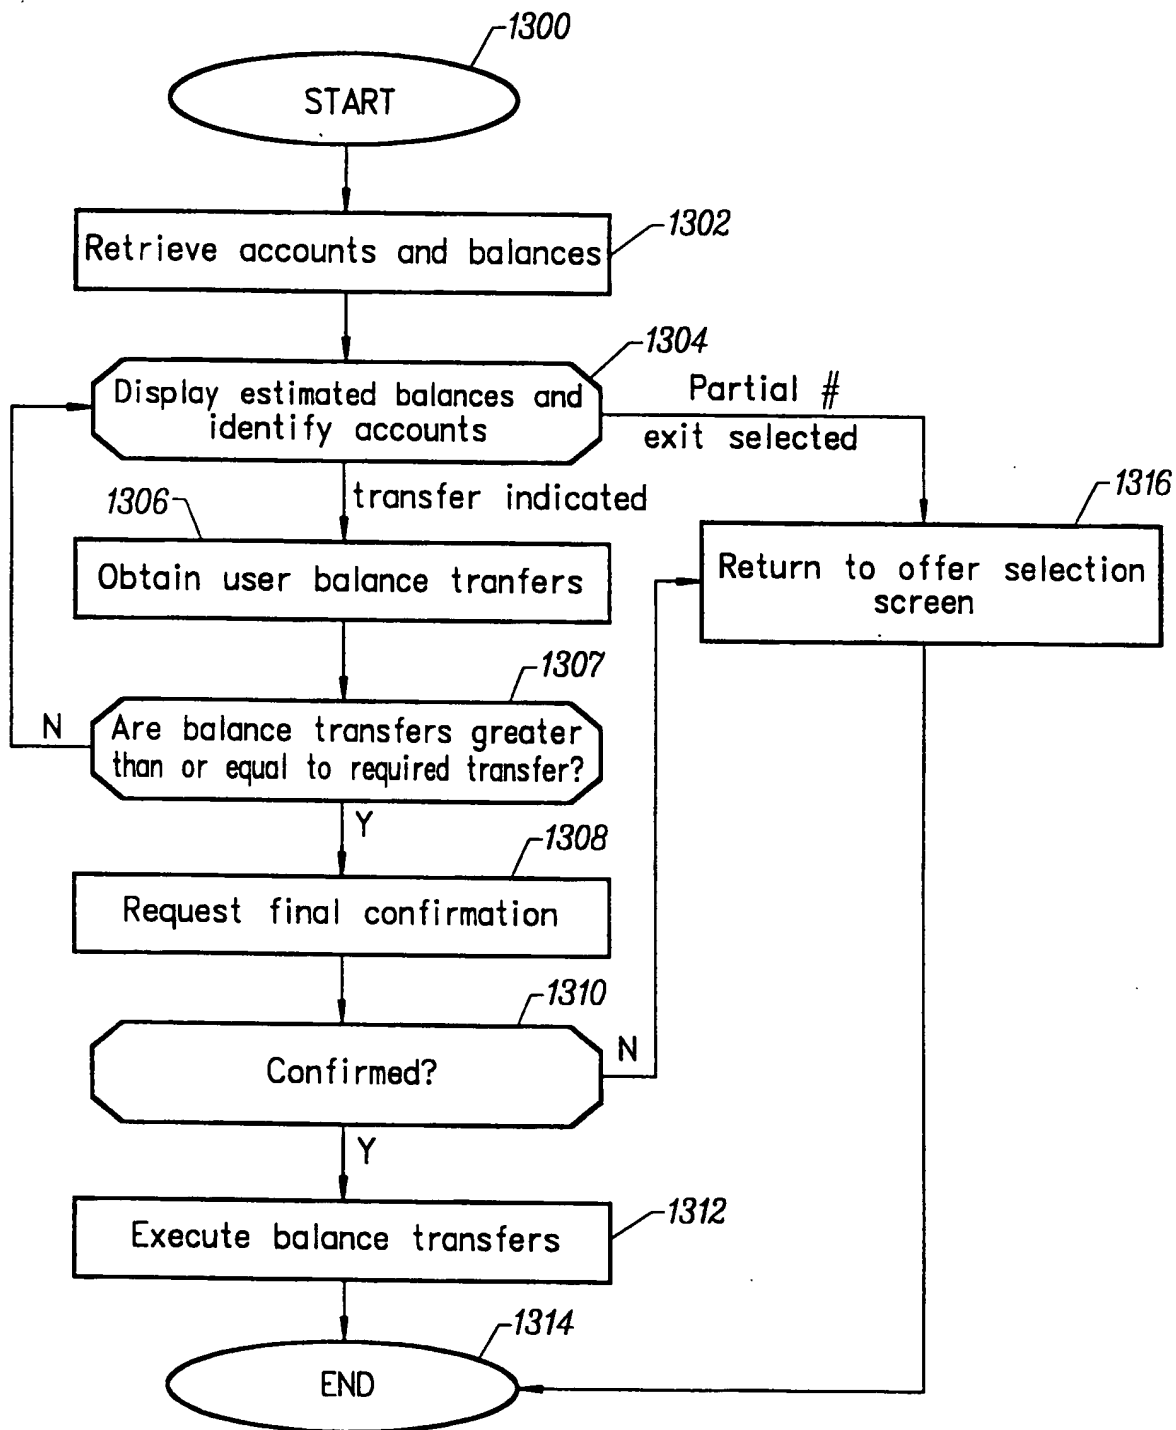 1300
START
1302
Retrieve accounts and balances
1304
Display estimated balances and
identify accounts
Partial #
exit selected
transfer indicated
1306
1316
Obtain user balance tranfers
Return to offer selection
screen
1307
N
Are balance transfers greater
than or equal to required transfer?
Y
1308
Request final confirmation
1310
Confirmed?
N
Y
1312
Execute balance transfers
1314
END